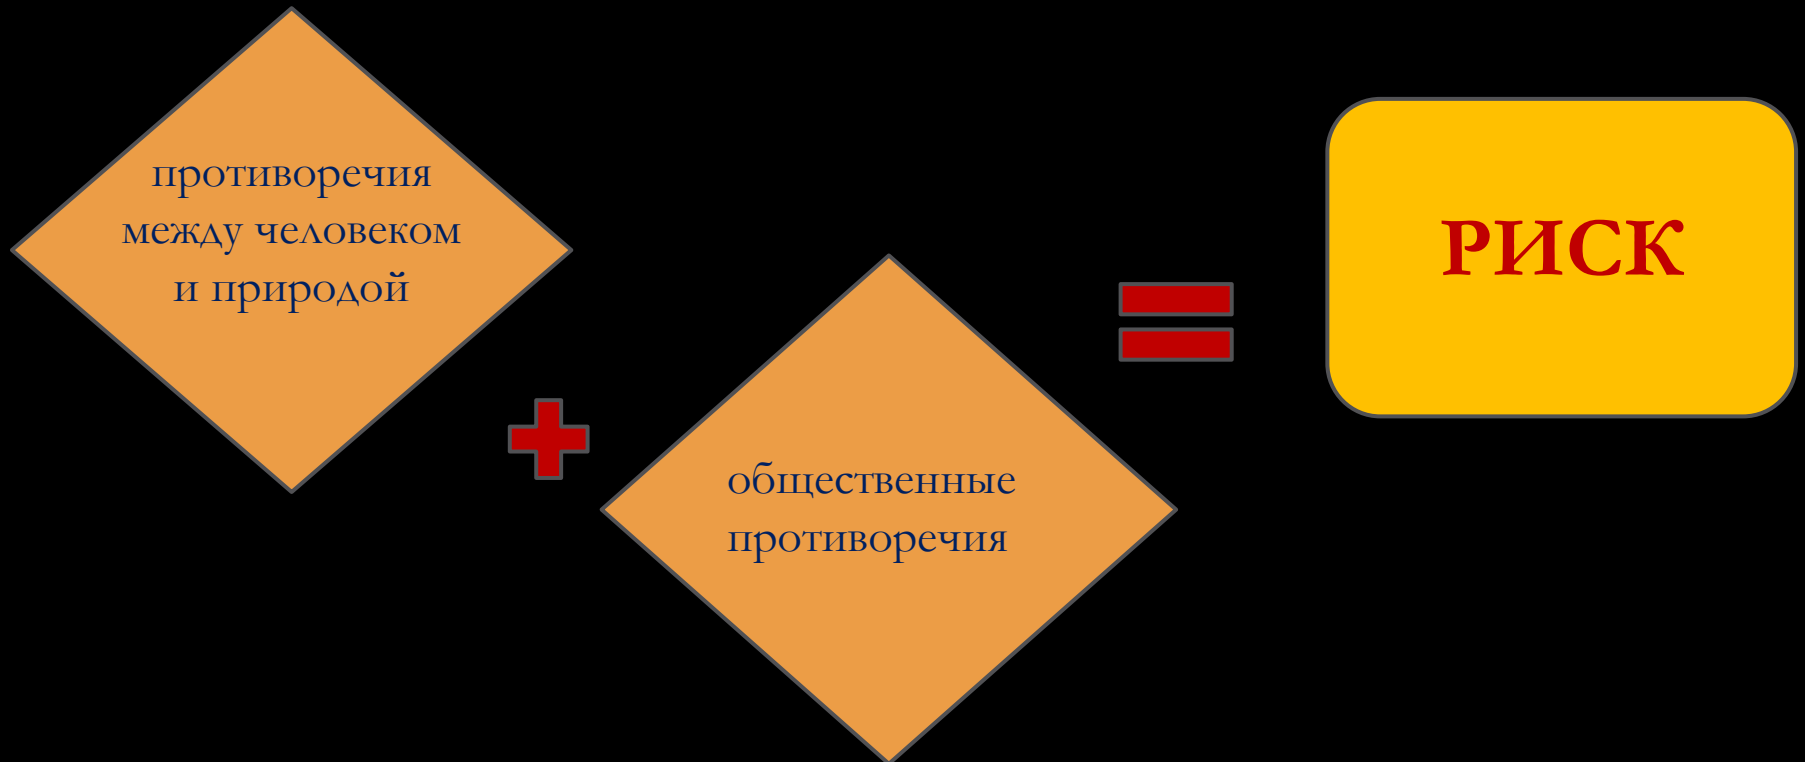 противоречия
между человеком
и природой
общественные
противоречия
РИСК